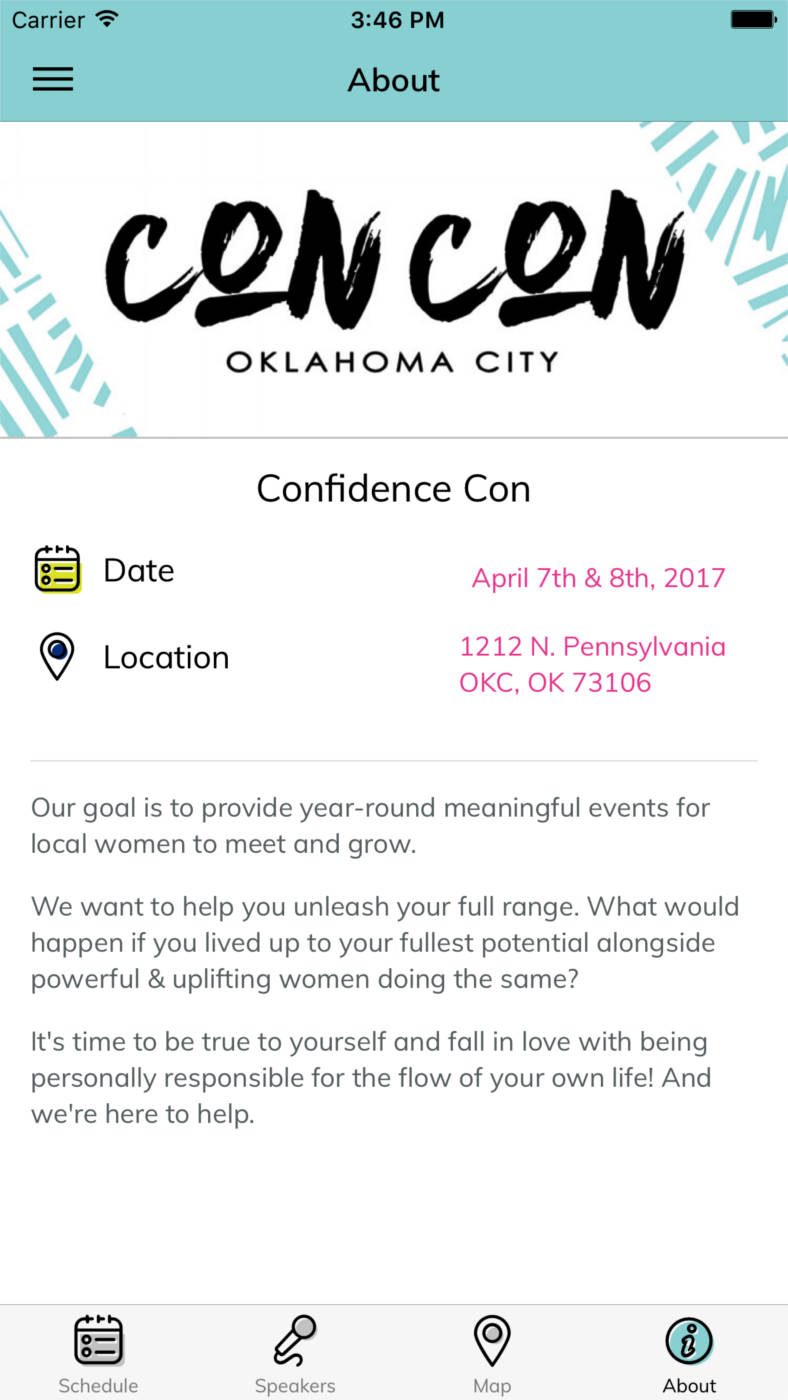 Carrier
3:46 PM
About
CON CON
OKLAHOMA CITY
Confidence Con
Date
April 7th & 8th, 2017
Location
1212 N. Pennsylvania
OKC, OK 73106
Our goal is to provide year-round meaningful events for
local women to meet and grow.
We want to help you unleash your full range. What would
happen if you lived up to your fullest potential alongside
powerful & uplifting women doing the same?
It's time to be true to yourself and fall in love with being
personally responsible for the flow of your own life! And
we're here to help.
Schedule
Speakers
Map
About